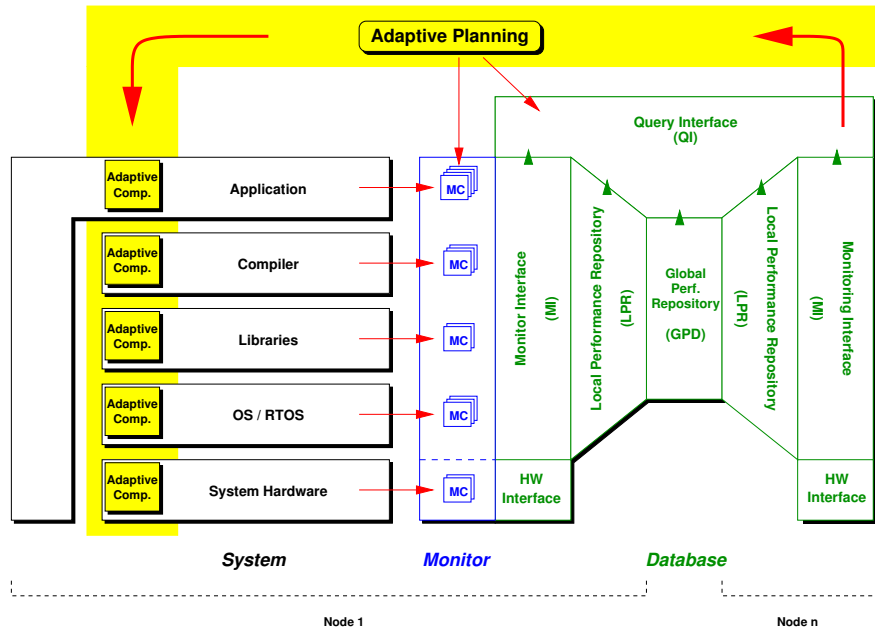 Adaptive Planning
Query Interface
(QI)
Adaptive
Comp.
Application
MC
Adaptive
Comp.
Compiler
MC
Adaptive
Comp.
Libraries
MC
Adaptive
Comp.
OS / RTOS
MC
Adaptive
Comp.
System Hardware
MC
Monitor Interface
(MI)
Local Performance Repository
(LPR)
Global
Perf.
Repository
(GPD)
(LPR)
Local Performance Repository
(MI)
Monitoring Interface
HW
Interface
HW
Interface
System
Monitor
Database
Node 1
Node n